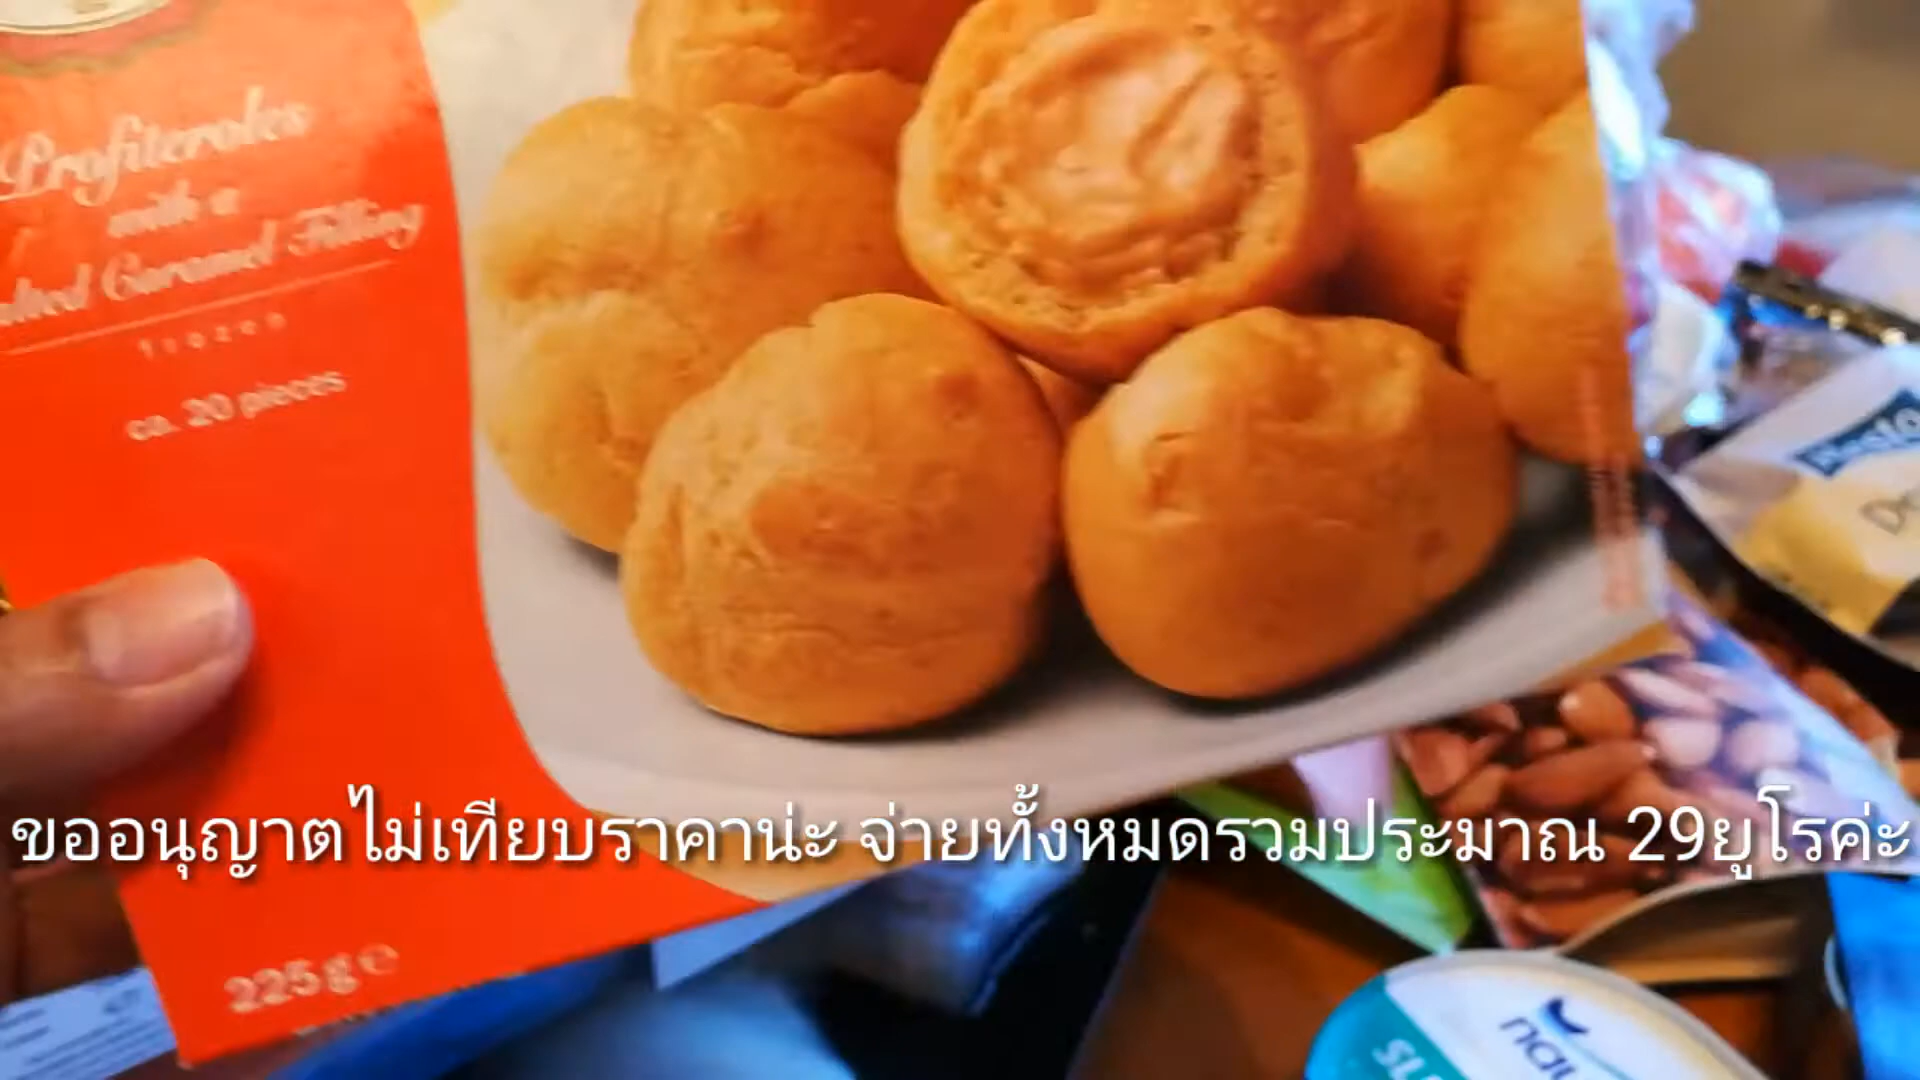 Profiteroles
with a
Salted Caramel Filling
frozen
ca. 20 pieces
ขออนุญาตไม่เทียบราคาน่ะ จ่ายทั้งหมดรวมประมาณ 29ยูโรค่ะ
225g e